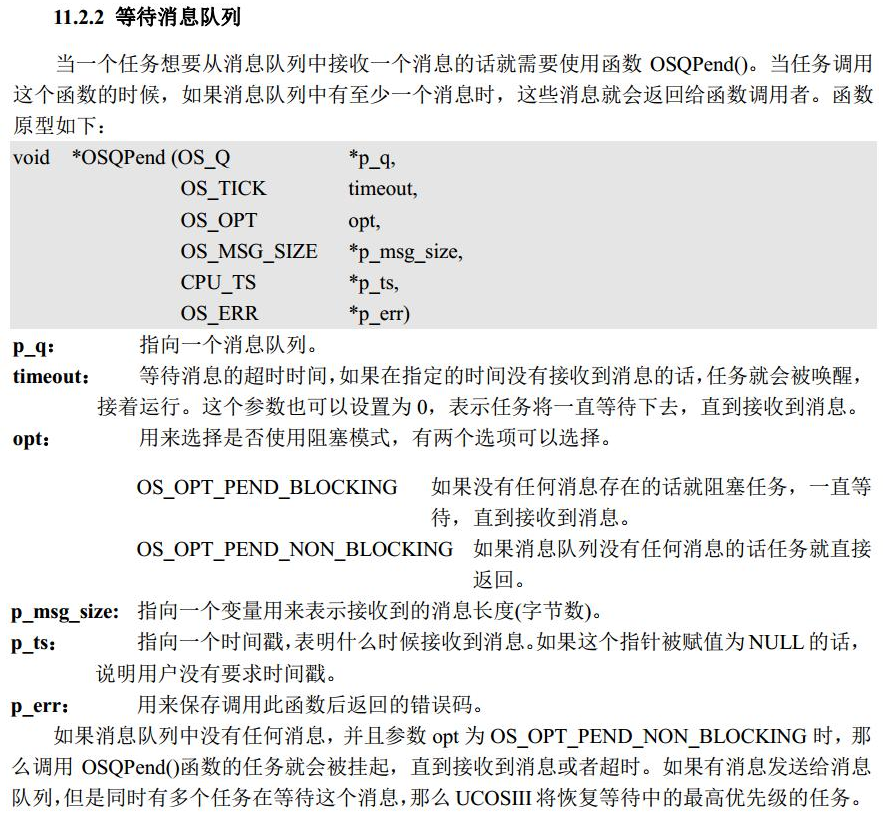 11.2.2 等待消息队列
当一个任务想要从消息队列中接收一个消息的话就需要使用函数 OSQPend()。当任务调用
这个函数的时候，如果消息队列中有至少一个消息时，这些消息就会返回给函数调用者。函数
原型如下：
void *OSQPend (OS_Q *p_q,
OS_TICK timeout,
OS_OPT opt,
OS_MSG_SIZE *p_msg_size,
CPU_TS *p_ts,
OS_ERR *p_err)
p_q： 指向一个消息队列。
timeout： 等待消息的超时时间，如果在指定的时间没有接收到消息的话，任务就会被唤醒，
接着运行。这个参数也可以设置为 0，表示任务将一直等待下去，直到接收到消息。
opt： 用来选择是否使用阻塞模式，有两个选项可以选择。
OS_OPT_PEND_BLOCKING 如果没有任何消息存在的话就阻塞任务，一直等
待，直到接收到消息。
OS_OPT_PEND_NON_BLOCKING 如果消息队列没有任何消息的话任务就直接
返回。
p_msg_size: 指向一个变量用来表示接收到的消息长度(字节数)。
p_ts： 指向一个时间戳，表明什么时候接收到消息。如果这个指针被赋值为 NULL 的话，
说明用户没有要求时间戳。
p_err： 用来保存调用此函数后返回的错误码。
如果消息队列中没有任何消息，并且参数 opt 为 OS_OPT_PEND_NON_BLOCKING 时，那
么调用 OSQPend()函数的任务就会被挂起，直到接收到消息或者超时。如果有消息发送给消息
队列，但是同时有多个任务在等待这个消息，那么 UCOSIII 将恢复等待中的最高优先级的任务。